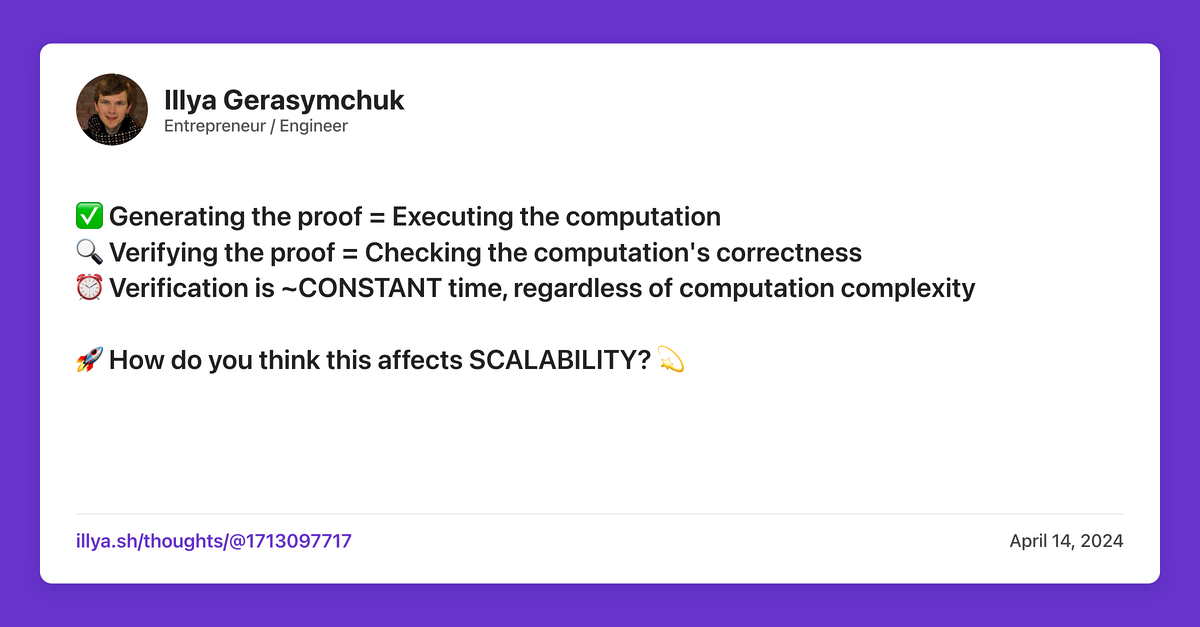 Illya Gerasymchuk
Entrepreneur / Engineer
✅ Generating the proof = Executing the computation
🔍 Verifying the proof = Checking the computation's correctness
⏰ Verification is ~CONSTANT time, regardless of computation complexity
🚀 How do you think this affects SCALABILITY? 💫
illya.sh/thoughts/@1713097717
April 14, 2024